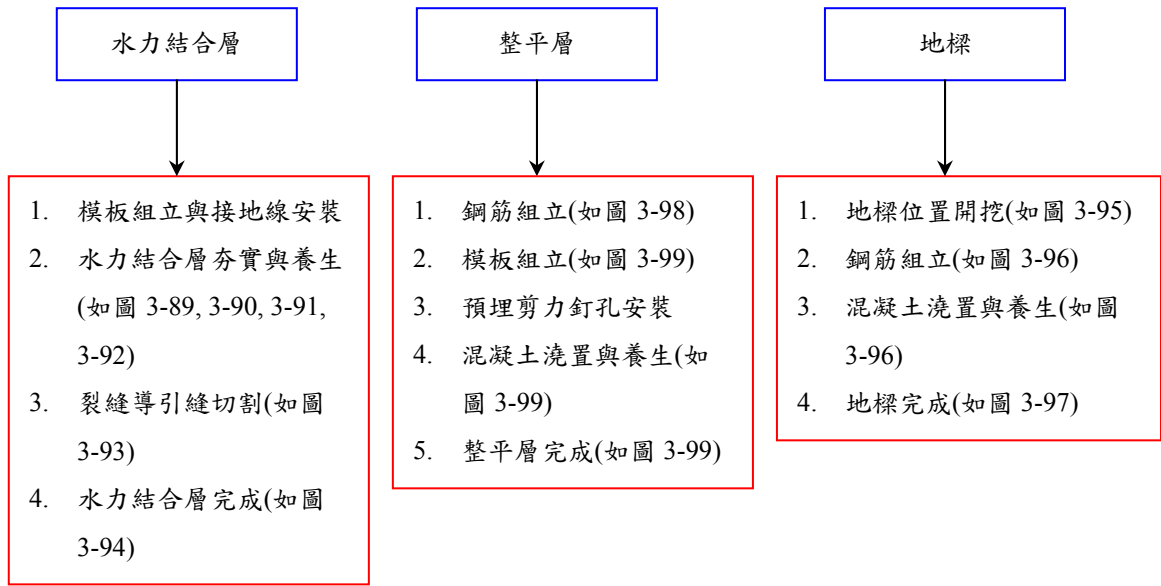 水力結合層
1. 模板組立與接地線安裝
2. 水力結合層夯實與養生
(如圖 3-89, 3-90, 3-91,
3-92)
3. 裂縫導引縫切割(如圖
3-93)
4. 水力結合層完成(如圖
3-94)
整平層
1. 鋼筋組立(如圖 3-98)
2. 模板組立(如圖 3-99)
3. 預埋剪力釘孔安裝
4. 混凝土澆置與養生(如
圖 3-99)
5. 整平層完成(如圖 3-99)
地樑
1. 地樑位置開挖(如圖 3-95)
2. 鋼筋組立(如圖 3-96)
3. 混凝土澆置與養生(如圖
3-96)
4. 地樑完成(如圖 3-97)